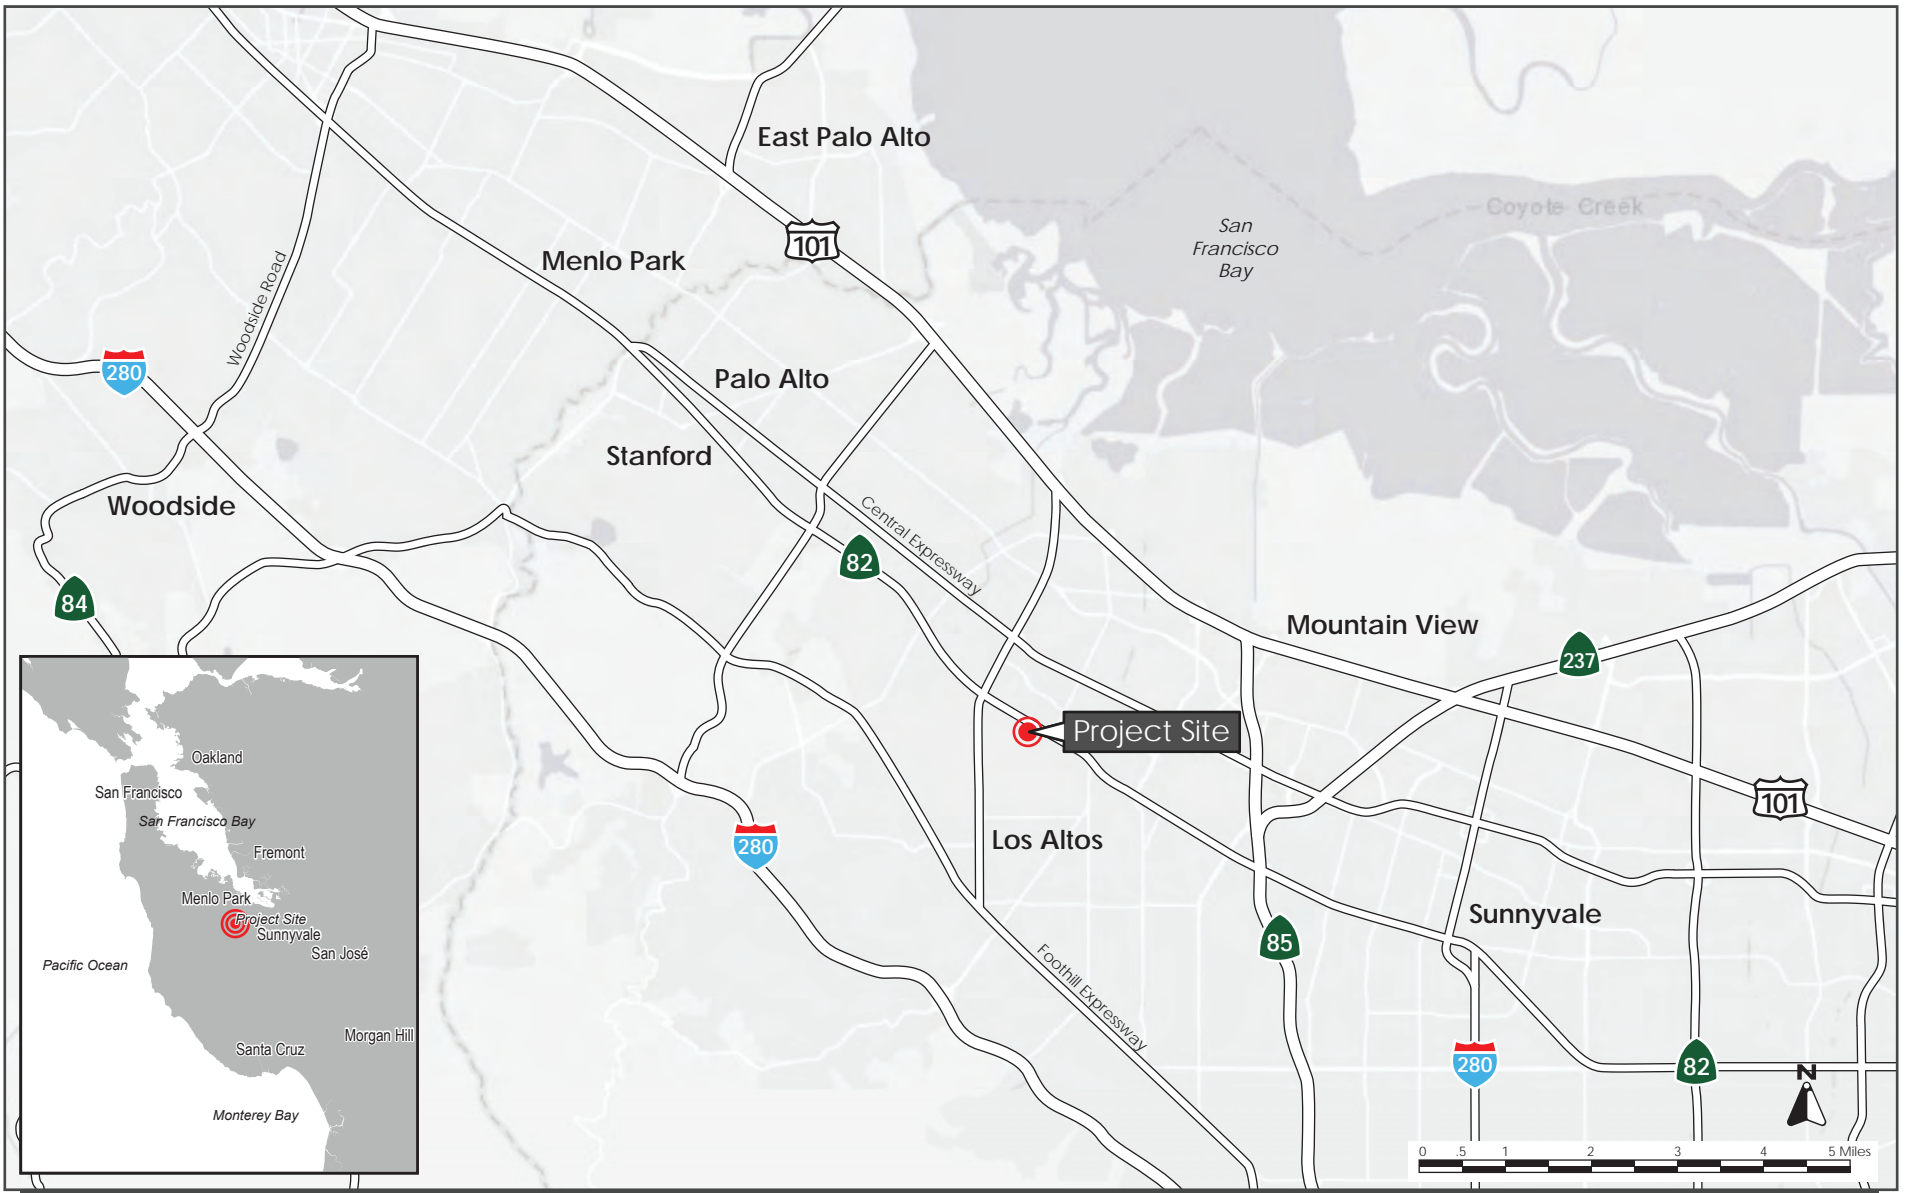 East Palo Alto
101
Coyote Creek
San
Francisco
Bay
Menlo Park
Woodside Road
280
Palo Alto
Stanford
Woodside
Central Expressway
82
84
Mountain View
237
Project Site
101
Los Altos
280
Sunnyvale
85
Foothill Expressway
280
82
N
0 .5 1 2 3 4 5 Miles
Oakland
San Francisco
San Francisco Bay
Fremont
Menlo Park
Project Site
Sunnyvale
San José
Pacific Ocean
Morgan Hill
Santa Cruz
Monterey Bay